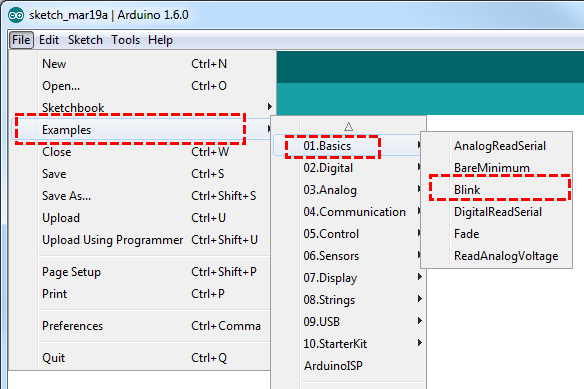 sketch_mar19a | Arduino 1.6.0
File Edit Sketch Tools Help
New Ctrl+N
Open... Ctrl+O
Sketchbook
Examples
Close Ctrl+W
Save Ctrl+S
Save As... Ctrl+Shift+S
Upload Ctrl+U
Upload Using Programmer Ctrl+Shift+U
Page Setup Ctrl+Shift+P
Print Ctrl+P
Preferences Ctrl+Comma
Quit Ctrl+Q
01.Basics
02.Digital
03.Analog
04.Communication
05.Control
06.Sensors
07.Display
08.Strings
09.USB
10.StarterKit
ArduinoISP
AnalogReadSerial
BareMinimum
Blink
DigitalReadSerial
Fade
ReadAnalogVoltage